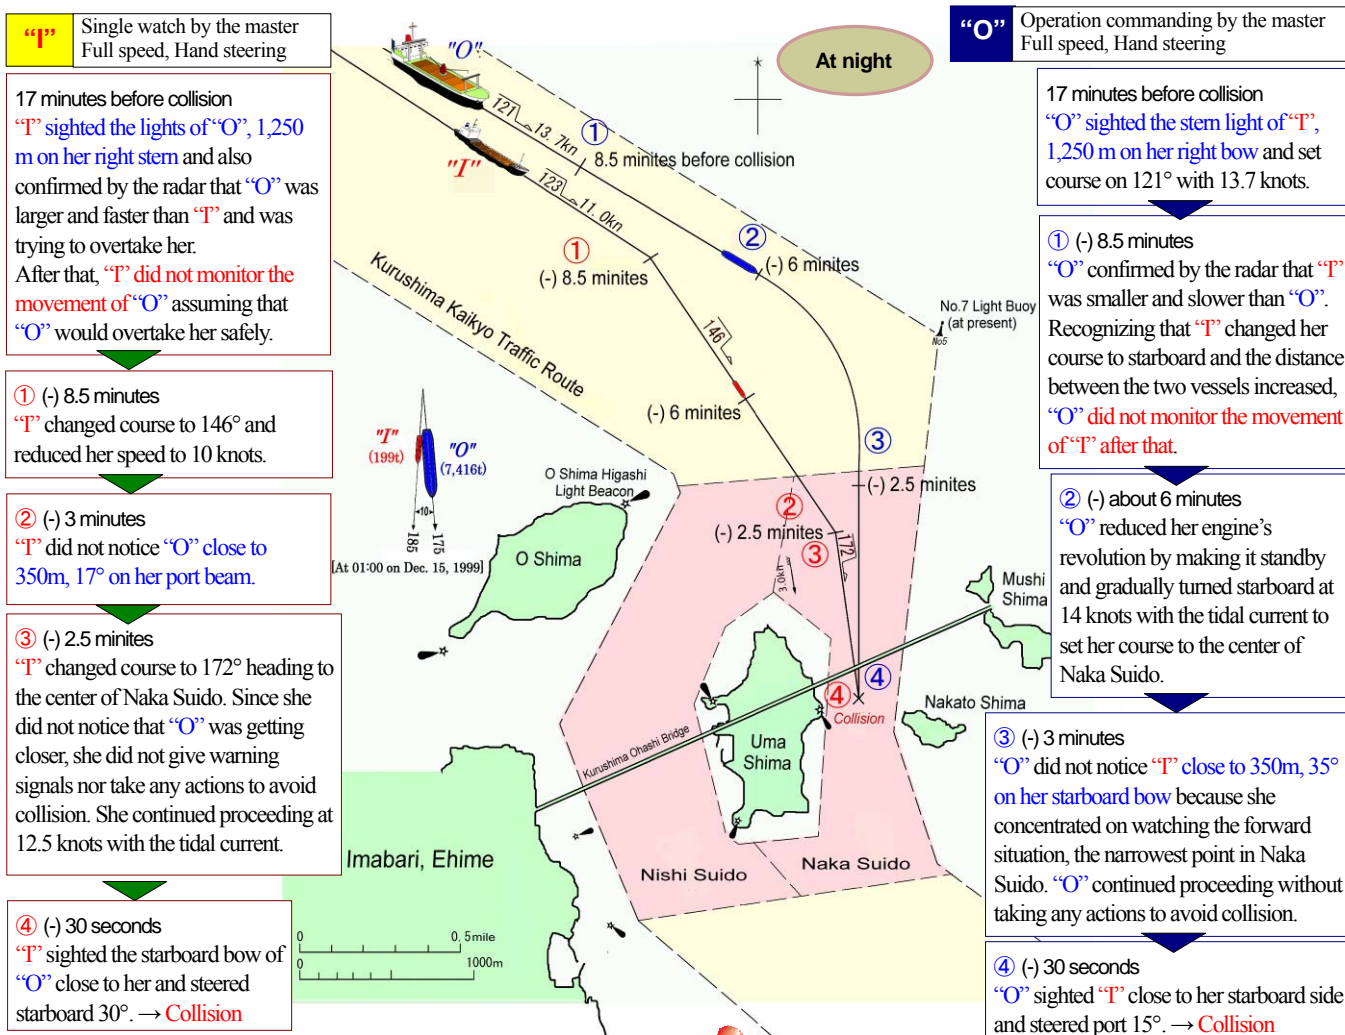 "I"
Single watch by the master
Full speed, Hand steering
17 minutes before collision
"I" sighted the lights of "O", 1,250
m on her right stern and also
confirmed by the radar that "O" was
larger and faster than "I" and was
trying to overtake her.
After that, "I" did not monitor the
movement of "O" assuming that
"O" would overtake her safely.
① (-) 8.5 minutes
"I" changed course to 146° and
reduced her speed to 10 knots.
② (-) 3 minutes
"I" did not notice "O" close to
350m, 17° on her port beam.
③ (-) 2.5 minites
"I" changed course to 172° heading to
the center of Naka Suido. Since she
did not notice that "O" was getting
closer, she did not give warning
signals nor take any actions to avoid
collision. She continued proceeding at
12.5 knots with the tidal current.
④ (-) 30 seconds
"I" sighted the starboard bow of
"O" close to her and steered
starboard 30°. → Collision
"O"
"I"
At night
121
13.7kn
①
8.5 minites before collision
123
11.0kn
①
(-) 8.5 minites
②
(-) 6 minites
Kurushima Kaikyo Traffic Route
146
(-) 6 minites
No.7 Light Buoy
(at present)
No5
③
(-) 2.5 minites
②
(-) 2.5 minites
③
172
3.0kn
"I"
(199t)
"O"
(7,416t)
10
185
175
[At 01:00 on Dec. 15, 1999]
O Shima Higashi
Light Beacon
O Shima
Mushi
Shima
④
④
Collision
Nakato Shima
Kurushima Ohashi Bridge
Uma
Shima
Imabari, Ehime
Nishi Suido
Naka Suido
0
0.5mile
0
1000m
"O"
Operation commanding by the master
Full speed, Hand steering
17 minutes before collision
"O" sighted the stern light of "I",
1,250 m on her right bow and set
course on 121° with 13.7 knots.
① (-) 8.5 minutes
"O" confirmed by the radar that "I"
was smaller and slower than "O".
Recognizing that "I" changed her
course to starboard and the distance
between the two vessels increased,
"O" did not monitor the movement
of "I" after that.
② (-) about 6 minutes
"O" reduced her engine's
revolution by making it standby
and gradually turned starboard at
14 knots with the tidal current to
set her course to the center of
Naka Suido.
③ (-) 3 minutes
"O" did not notice "I" close to 350m, 35°
on her starboard bow because she
concentrated on watching the forward
situation, the narrowest point in Naka
Suido. "O" continued proceeding without
taking any actions to avoid collision.
④ (-) 30 seconds
"O" sighted "I" close to her starboard side
and steered port 15°. → Collision